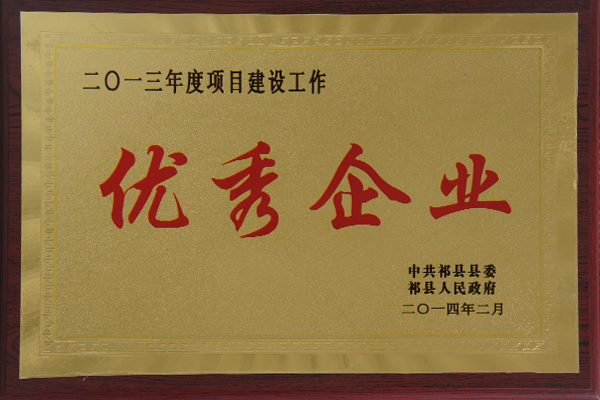 二〇一三年度项目建设工作
优秀企业
中共祁县县委
祁县人民政府
二〇一四年二月